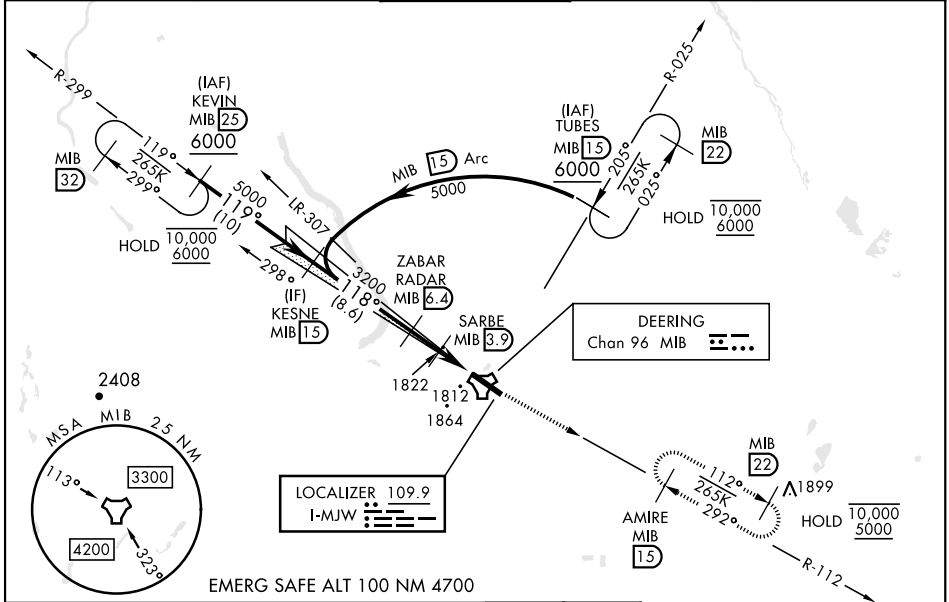 R-299
(IAF)
KEVIN
MIB 25
6000
MIB
32
119°
265K
299°
HOLD 10,000
6000
5000
119°
(10)
LR-307
298°
(IF)
KESNE
MIB 15
3200
118°
(8.6)
MIB 15 Arc
5000
ZABAR
RADAR
MIB 6.4
SARBE
MIB 3.9
1822
1812
1864
(IAF)
TUBES
MIB 15
6000
R-025
205°
265K
025°
MIB
22
HOLD 10,000
6000
DEERING
Chan 96 MIB
LOCALIZER 109.9
I-MJW
2408
MSA MIB 25 NM
113°
3300
4200
323°
EMERG SAFE ALT 100 NM 4700
AMIRE
MIB
15
112°
265K
292°
MIB
22
1899
HOLD 10,000
5000
R-112